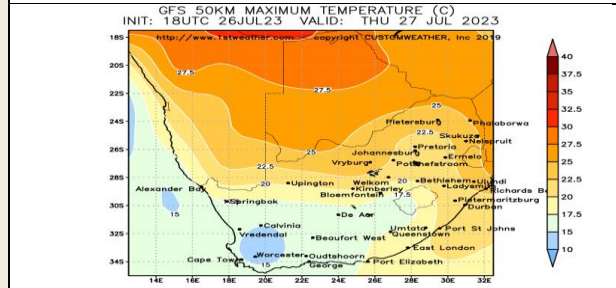 GFS 50KM MAXIMUM TEMPERATURE (C)
INIT: 18UTC 26JUL23 VALID: THU 27 JUL 2023
http://www.1stweather.com copyright CUSTOMWEATHER, Inc 2019
18S
20S
22S
24S
26S
28S
30S
32S
34S
14E 16E 18E 20E 22E 24E 26E 28E 30E 32E
40
37.5
35
32.5
30
27.5
25
22.5
20
17.5
15
10
27.5
27.5
25
22.5
25
22.5
20
20
17.5
15
15
Pietersburg
Phalaborwa
Skukuza
Nelspruit
Pretoria
Johannesburg
Ermelo
Vryburg
Potchefstroom
Welkom
Bethlehem
Ulundi
Upington
Kimberley
Ladysmith
Bloemfontein
Richards Ba
Alexander Bay
Springbok
Pietermaritzburg
Durban
De Aar
Calvinia
Vredendal
Umtata
Port St Johns
Queenstown
Beaufort West
East London
Worcester
Oudtshoorn
Cape Town
George
Port Elizabeth